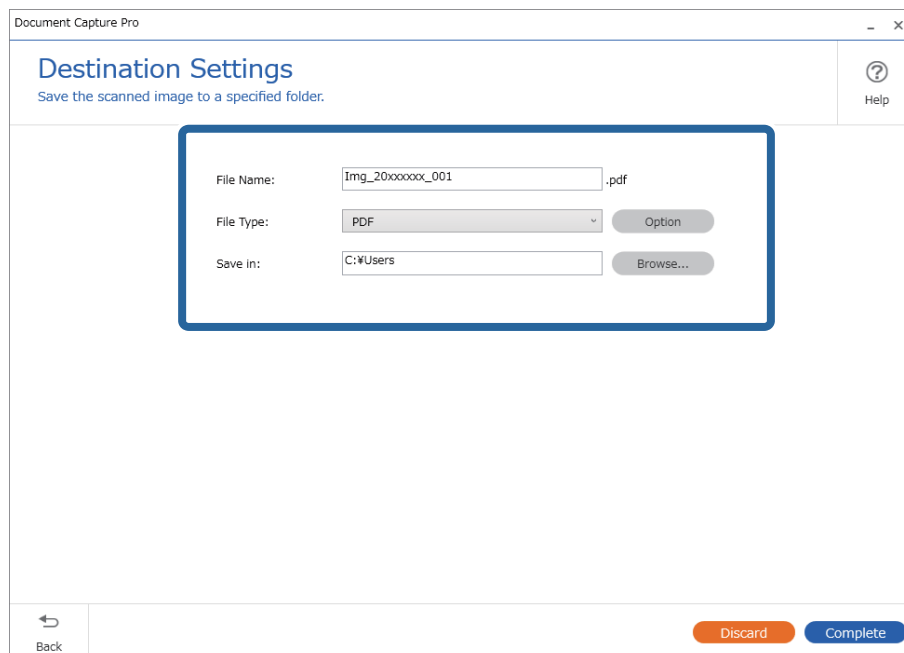 Document Capture Pro
Destination Settings
Save the scanned image to a specified folder.
Help
File Name: Img_20xxxxxx_001 .pdf
File Type: PDF Option
Save in: C:¥Users Browse...
Back
Discard Complete